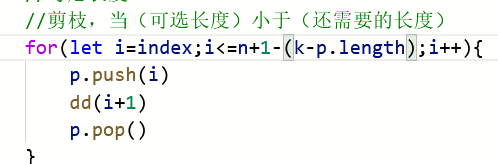 //剪枝，当（可选长度）小于（还需要的长度）
for(let i=index;i<=n+1-(k-p.length);i++){
p.push(i)
dd(i+1)
p.pop()
}